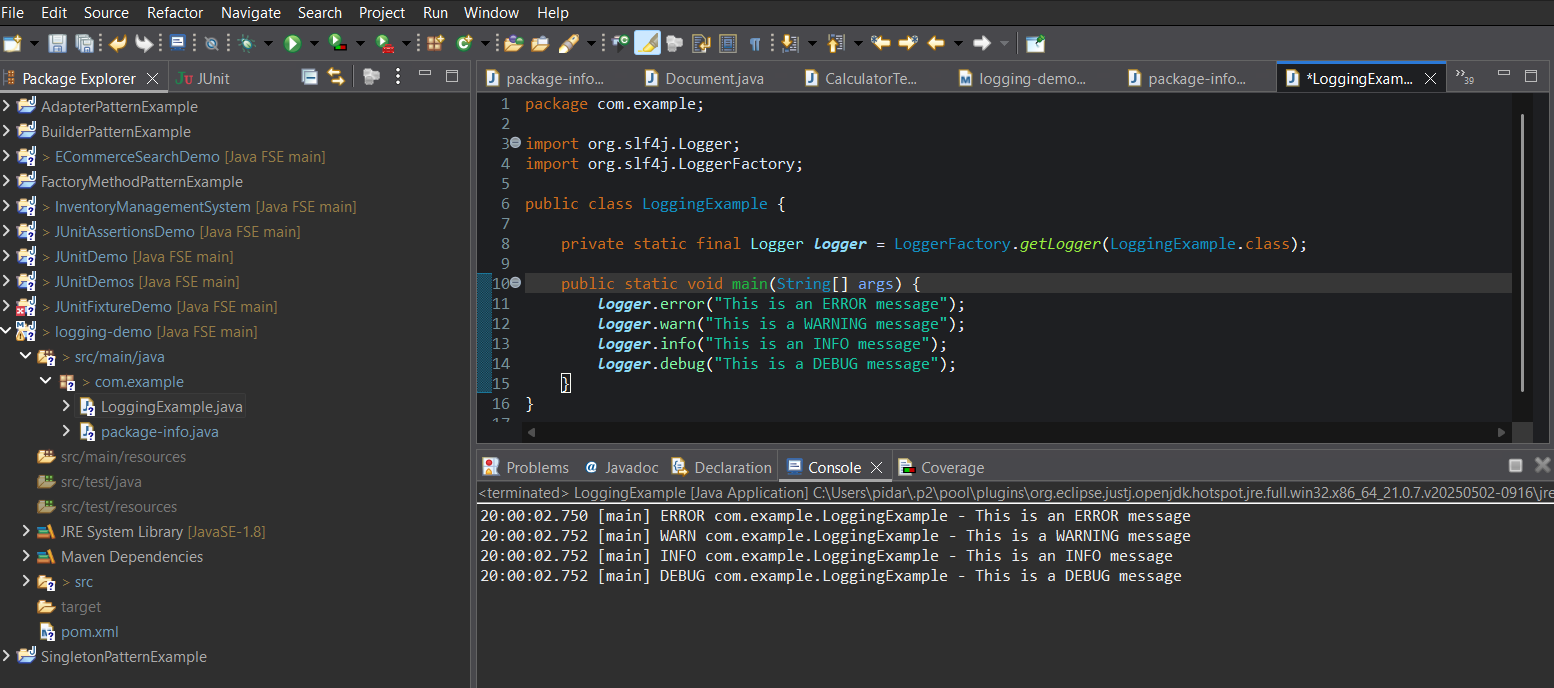 File Edit Source Refactor Navigate Search Project Run Window Help
Package Explorer JUnit
AdapterPatternExample
BuilderPatternExample
> ECommerceSearchDemo [Java FSE main]
FactoryMethodPatternExample
> InventoryManagementSystem [Java FSE main]
> JUnitAssertionsDemo [Java FSE main]
> JUnitDemo [Java FSE main]
> JUnitDemos [Java FSE main]
> JUnitFixtureDemo [Java FSE main]
> logging-demo [Java FSE main]
> src/main/java
> com.example
LoggingExample.java
package-info.java
src/main/resources
src/test/java
src/test/resources
JRE System Library [JavaSE-1.8]
Maven Dependencies
> src
target
pom.xml
SingletonPatternExample
package-info... Document.java CalculatorTe... logging-demo... package-info... *LoggingExam... »39
1 package com.example;
2
3 import org.slf4j.Logger;
4 import org.slf4j.LoggerFactory;
5
6 public class LoggingExample {
7
8     private static final Logger logger = LoggerFactory.getLogger(LoggingExample.class);
9
10     public static void main(String[] args) {
11         logger.error("This is an ERROR message");
12         logger.warn("This is a WARNING message");
13         logger.info("This is an INFO message");
14         logger.debug("This is a DEBUG message");
15     }
16 }
17
Problems Javadoc Declaration Console Coverage
<terminated> LoggingExample [Java Application] C:\Users\pidar\.p2\pool\plugins\org.eclipse.justj.openjdk.hotspot.jre.full.win32.x86_64_21.0.7.v20250502-0916\jre
20:00:02.750 [main] ERROR com.example.LoggingExample - This is an ERROR message
20:00:02.752 [main] WARN com.example.LoggingExample - This is a WARNING message
20:00:02.752 [main] INFO com.example.LoggingExample - This is an INFO message
20:00:02.752 [main] DEBUG com.example.LoggingExample - This is a DEBUG message